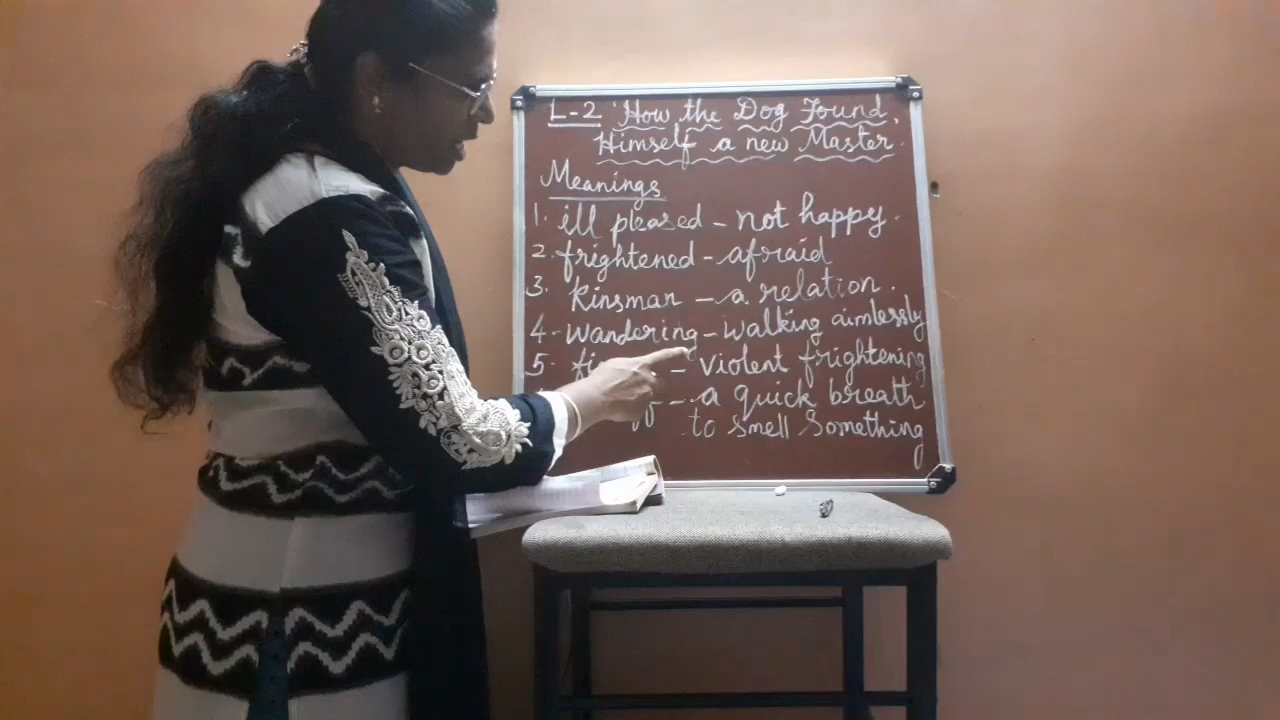 L-2 'How the Dog Found
Himself a new Master.
Meanings
1. ill pleased - not happy.
2. frightened - afraid
3. Kinsman - a relation.
4. wandering - walking aimlessly
5. - violent frightening
- a quick breath
to smell Something